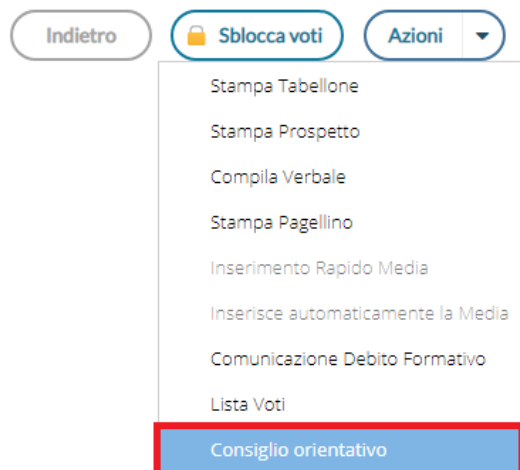 Indietro
Sblocca voti
Azioni
Stampa Tabellone
Stampa Prospetto
Compila Verbale
Stampa Pagellino
Inserimento Rapido Media
Inserisce automaticamente la Media
Comunicazione Debito Formativo
Lista Voti
Consiglio orientativo